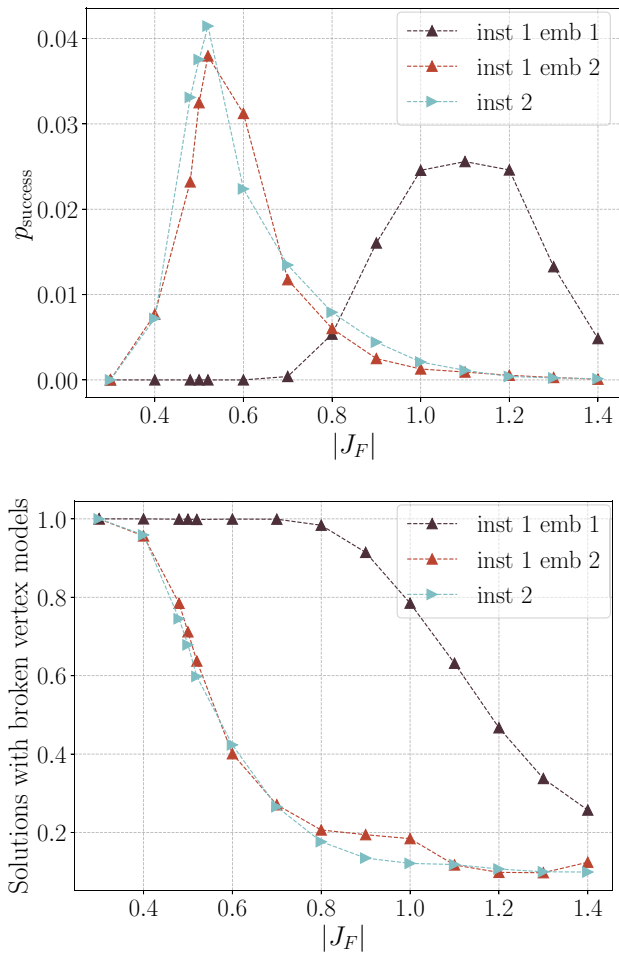 0.04
0.03
0.02
0.01
0.00
p_success
inst 1 emb 1
inst 1 emb 2
inst 2
0.4 0.6 0.8 1.0 1.2 1.4
|J_F|
1.0
0.8
0.6
0.4
0.2
Solutions with broken vertex models
inst 1 emb 1
inst 1 emb 2
inst 2
0.4 0.6 0.8 1.0 1.2 1.4
|J_F|